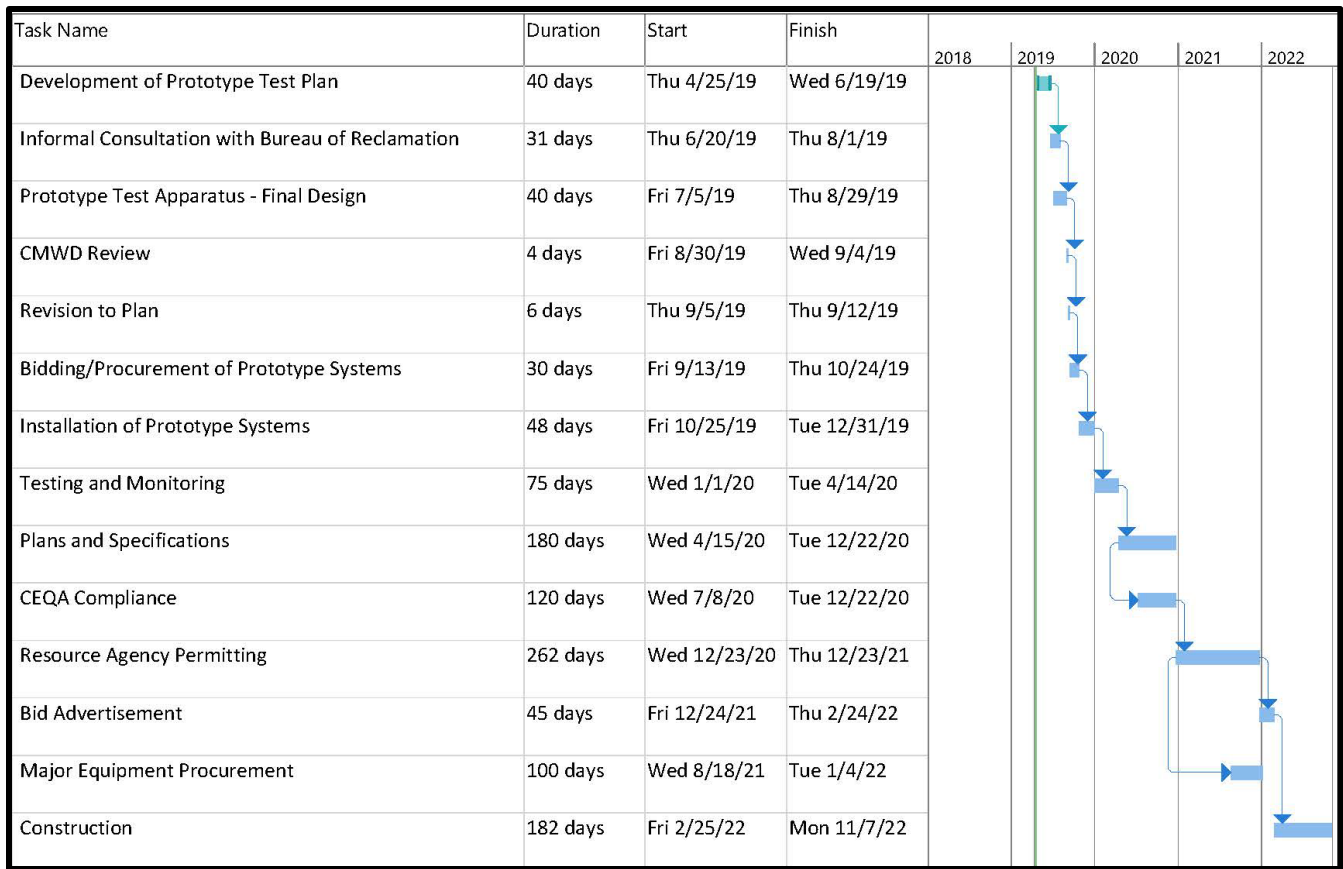 Task Name Duration Start Finish
2018 2019 2020 2021 2022
Development of Prototype Test Plan 40 days Thu 4/25/19 Wed 6/19/19
Informal Consultation with Bureau of Reclamation 31 days Thu 6/20/19 Thu 8/1/19
Prototype Test Apparatus - Final Design 40 days Fri 7/5/19 Thu 8/29/19
CMWD Review 4 days Fri 8/30/19 Wed 9/4/19
Revision to Plan 6 days Thu 9/5/19 Thu 9/12/19
Bidding/Procurement of Prototype Systems 30 days Fri 9/13/19 Thu 10/24/19
Installation of Prototype Systems 48 days Fri 10/25/19 Tue 12/31/19
Testing and Monitoring 75 days Wed 1/1/20 Tue 4/14/20
Plans and Specifications 180 days Wed 4/15/20 Tue 12/22/20
CEQA Compliance 120 days Wed 7/8/20 Tue 12/22/20
Resource Agency Permitting 262 days Wed 12/23/20 Thu 12/23/21
Bid Advertisement 45 days Fri 12/24/21 Thu 2/24/22
Major Equipment Procurement 100 days Wed 8/18/21 Tue 1/4/22
Construction 182 days Fri 2/25/22 Mon 11/7/22